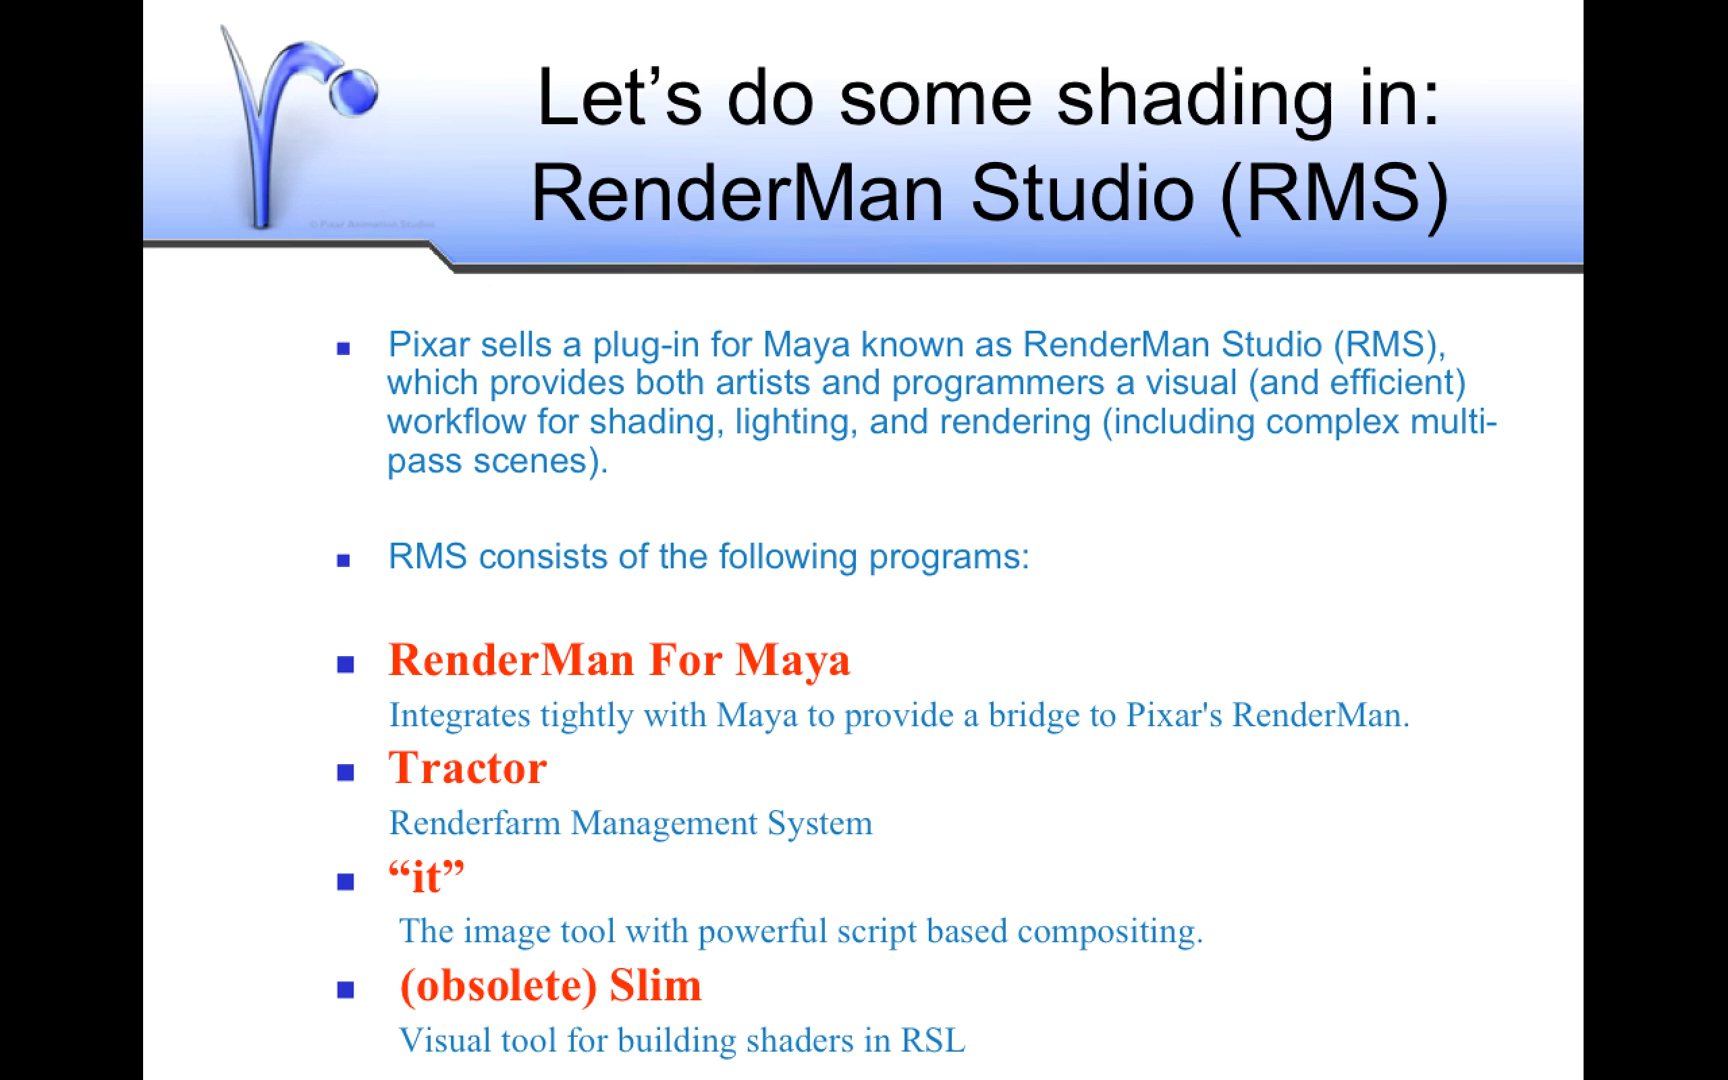 Let’s do some shading in:
RenderMan Studio (RMS)
© Pixar Animation Studios
Pixar sells a plug-in for Maya known as RenderMan Studio (RMS),
which provides both artists and programmers a visual (and efficient)
workflow for shading, lighting, and rendering (including complex multi-
pass scenes).
RMS consists of the following programs:
RenderMan For Maya
Integrates tightly with Maya to provide a bridge to Pixar's RenderMan.
Tractor
Renderfarm Management System
“it”
The image tool with powerful script based compositing.
(obsolete) Slim
Visual tool for building shaders in RSL